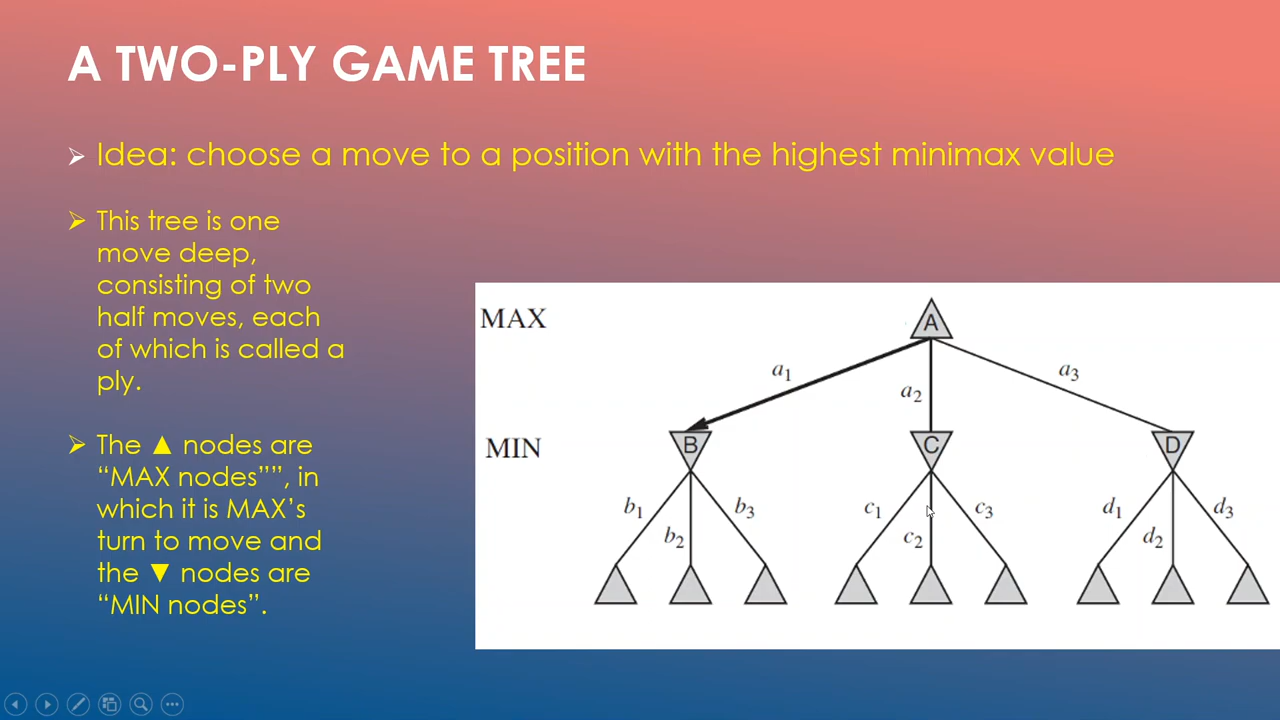 A TWO-PLY GAME TREE
➢ Idea: choose a move to a position with the highest minimax value
➢ This tree is one
move deep,
consisting of two
half moves, each
of which is called a
ply.
➢ The ▲ nodes are
“MAX nodes””, in
which it is MAX’s
turn to move and
the ▼ nodes are
“MIN nodes”.
MAX
A
a1
a2
a3
MIN
B
C
D
b1
b2
b3
c1
c2
c3
d1
d2
d3